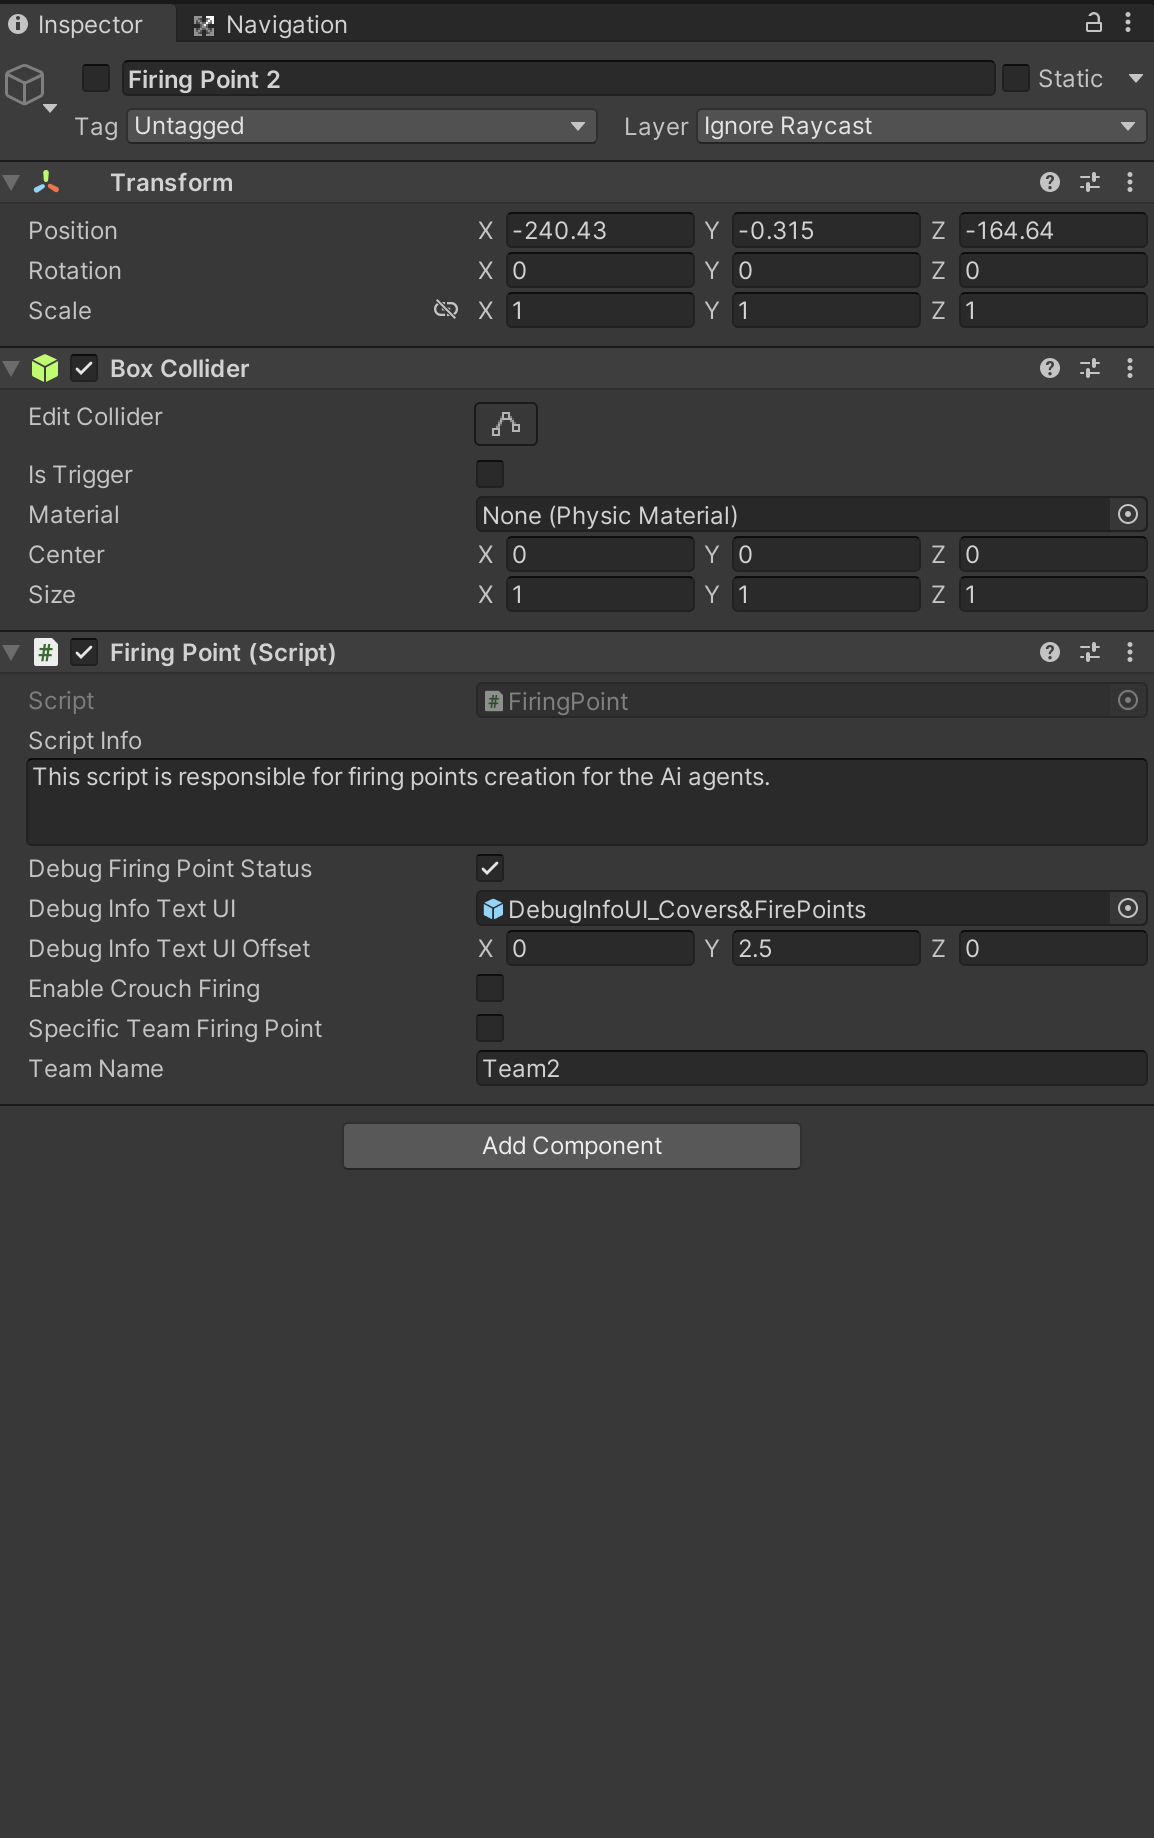 Inspector
Navigation
Firing Point 2
Static
Tag Untagged
Layer Ignore Raycast
Transform
Position X -240.43 Y -0.315 Z -164.64
Rotation X 0 Y 0 Z 0
Scale X 1 Y 1 Z 1
Box Collider
Edit Collider
Is Trigger
Material None (Physic Material)
Center X 0 Y 0 Z 0
Size X 1 Y 1 Z 1
# Firing Point (Script)
Script # FiringPoint
Script Info
This script is responsible for firing points creation for the Ai agents.
Debug Firing Point Status
Debug Info Text UI DebugInfoUI_Covers&FirePoints
Debug Info Text UI Offset X 0 Y 2.5 Z 0
Enable Crouch Firing
Specific Team Firing Point
Team Name Team2
Add Component